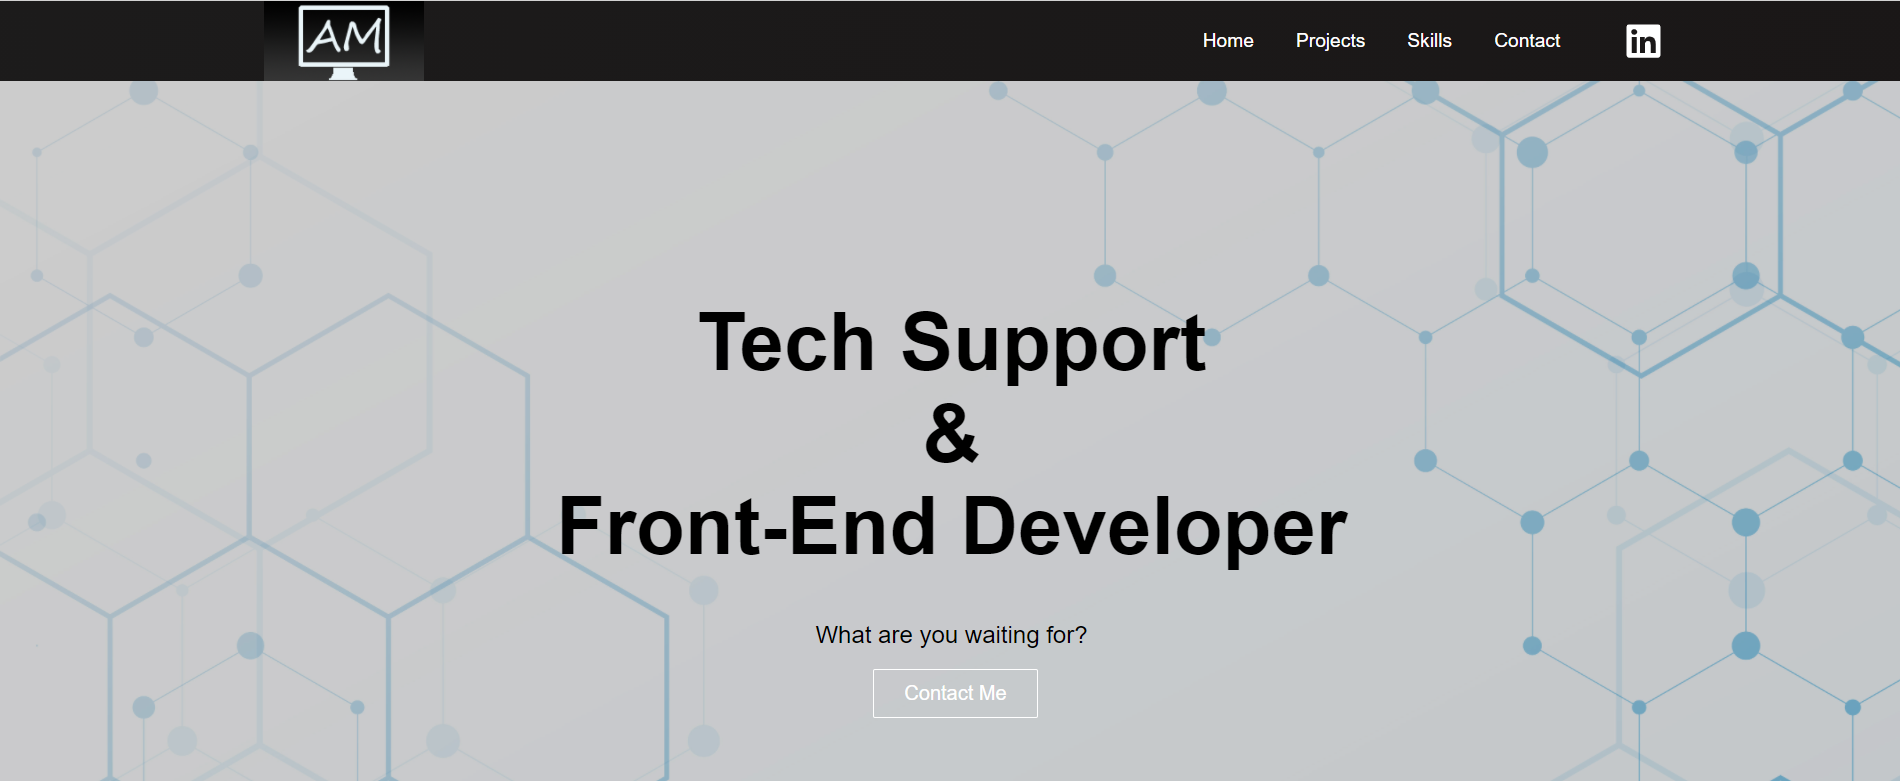 AM
Home Projects Skills Contact in
Tech Support
&
Front-End Developer
What are you waiting for?
Contact Me